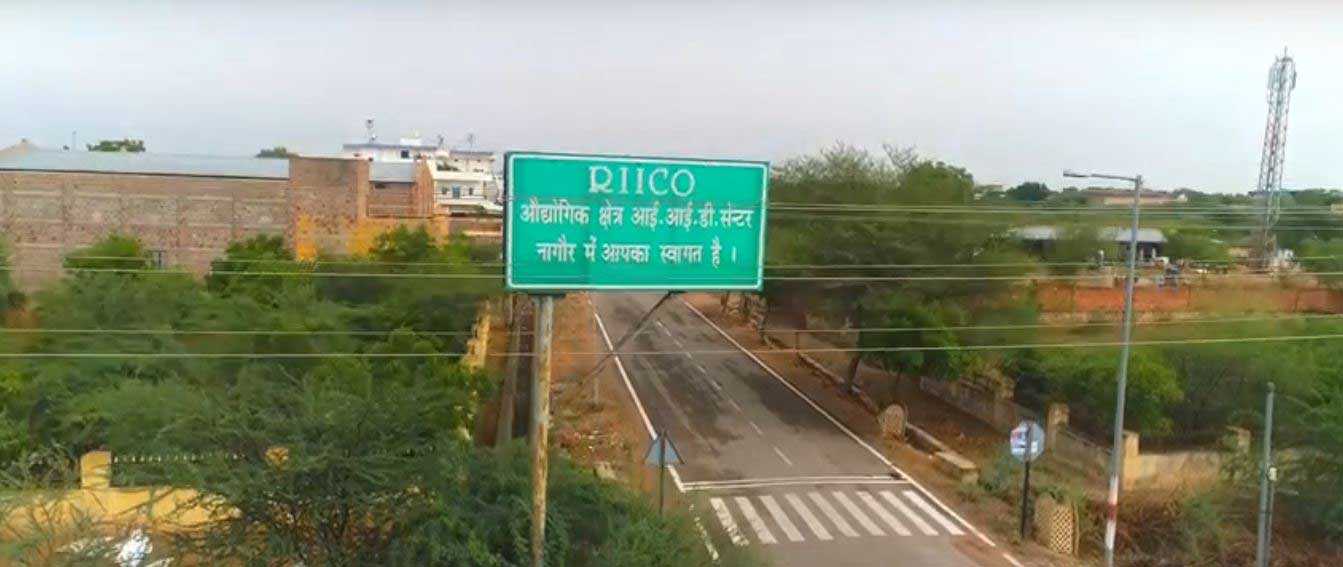 RIICO
औद्योगिक क्षेत्र आई.आई.डी.सेन्टर
नागौर में आपका स्वागत है ।